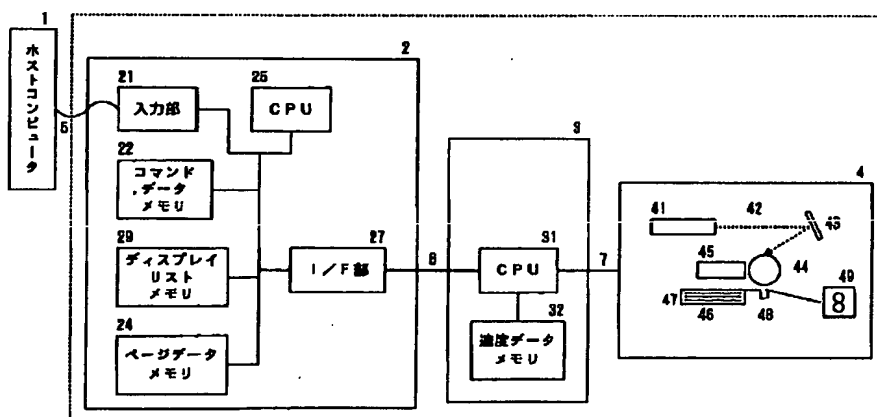 1
ホストコンピュータ
5
2
21
入力部
25
CPU
22
コマンド
,データ
メモリ
29
ディスプレイ
リスト
メモリ
27
I/F部
24
ページデータ
メモリ
6
3
31
CPU
32
速度データ
メモリ
7
4
41
42
43
44
45
46
47
48
49
8